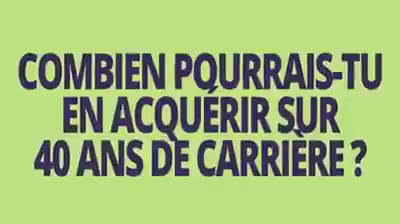 COMBIEN POURRAIS-TU
EN ACQUÉRIR SUR
40 ANS DE CARRIÈRE ?